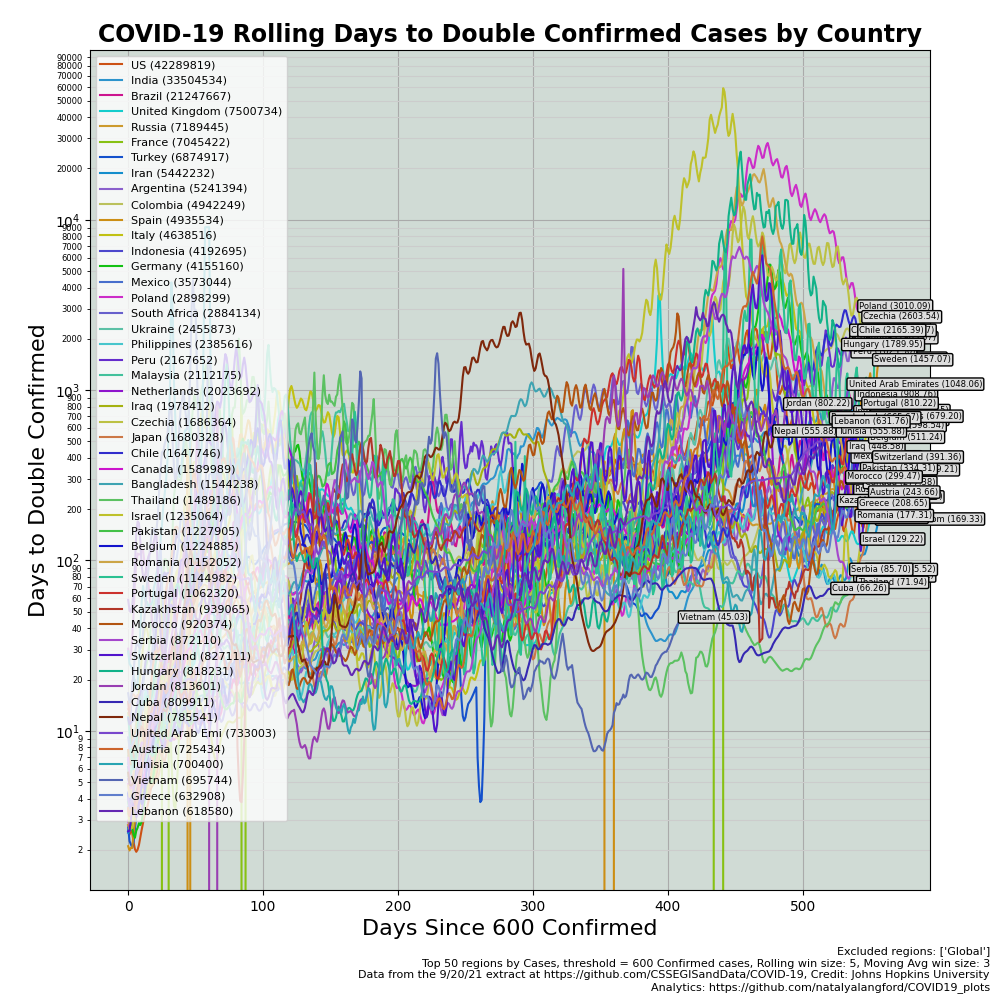 COVID-19 Rolling Days to Double Confirmed Cases by Country
Days to Double Confirmed
90000
80000
70000
60000
50000
40000
30000
20000
10^4
9000
8000
7000
6000
5000
4000
3000
2000
10^3
900
800
700
600
500
400
300
200
10^2
90
80
70
60
50
40
30
20
10^1
9
8
7
6
5
4
3
2
US (42289819)
India (33504534)
Brazil (21247667)
United Kingdom (7500734)
Russia (7189445)
France (7045422)
Turkey (6874917)
Iran (5442232)
Argentina (5241394)
Colombia (4942249)
Spain (4935534)
Italy (4638516)
Indonesia (4192695)
Germany (4155160)
Mexico (3573044)
Poland (2898299)
South Africa (2884134)
Ukraine (2455873)
Philippines (2385616)
Peru (2167652)
Malaysia (2112175)
Netherlands (2023692)
Iraq (1978412)
Czechia (1686364)
Japan (1680328)
Chile (1647746)
Canada (1589989)
Bangladesh (1544238)
Thailand (1489186)
Israel (1235064)
Pakistan (1227905)
Belgium (1224885)
Romania (1152052)
Sweden (1144982)
Portugal (1062320)
Kazakhstan (939065)
Morocco (920374)
Serbia (872110)
Switzerland (827111)
Hungary (818231)
Jordan (813601)
Cuba (809911)
Nepal (785541)
United Arab Emi (733003)
Austria (725434)
Tunisia (700400)
Vietnam (695744)
Greece (632908)
Lebanon (618580)
Poland (3010.09)
Czechia (2603.54)
Chile (2165.39)
Hungary (1789.95)
Sweden (1457.07)
United Arab Emirates (1048.06)
Indonesia (908.76)
Jordan (802.22)
Portugal (810.22)
679.20)
Lebanon (631.76)
Nepal (555.88)
Tunisia (555.88)
(511.24)
Iraq (448.58)
Switzerland (391.36)
Pakistan (334.31)
Morocco (299.47)
Austria (243.66)
Greece (208.65)
Romania (177.31)
(169.33)
Israel (129.22)
Serbia (85.70)
5.52)
Thailand (71.94)
Cuba (66.26)
Vietnam (45.03)
0
100
200
300
400
500
Days Since 600 Confirmed
Excluded regions: ['Global']
Top 50 regions by Cases, threshold = 600 Confirmed cases, Rolling win size: 5, Moving Avg win size: 3
Data from the 9/20/21 extract at https://github.com/CSSEGISandData/COVID-19, Credit: Johns Hopkins University
Analytics: https://github.com/natalyalangford/COVID19_plots